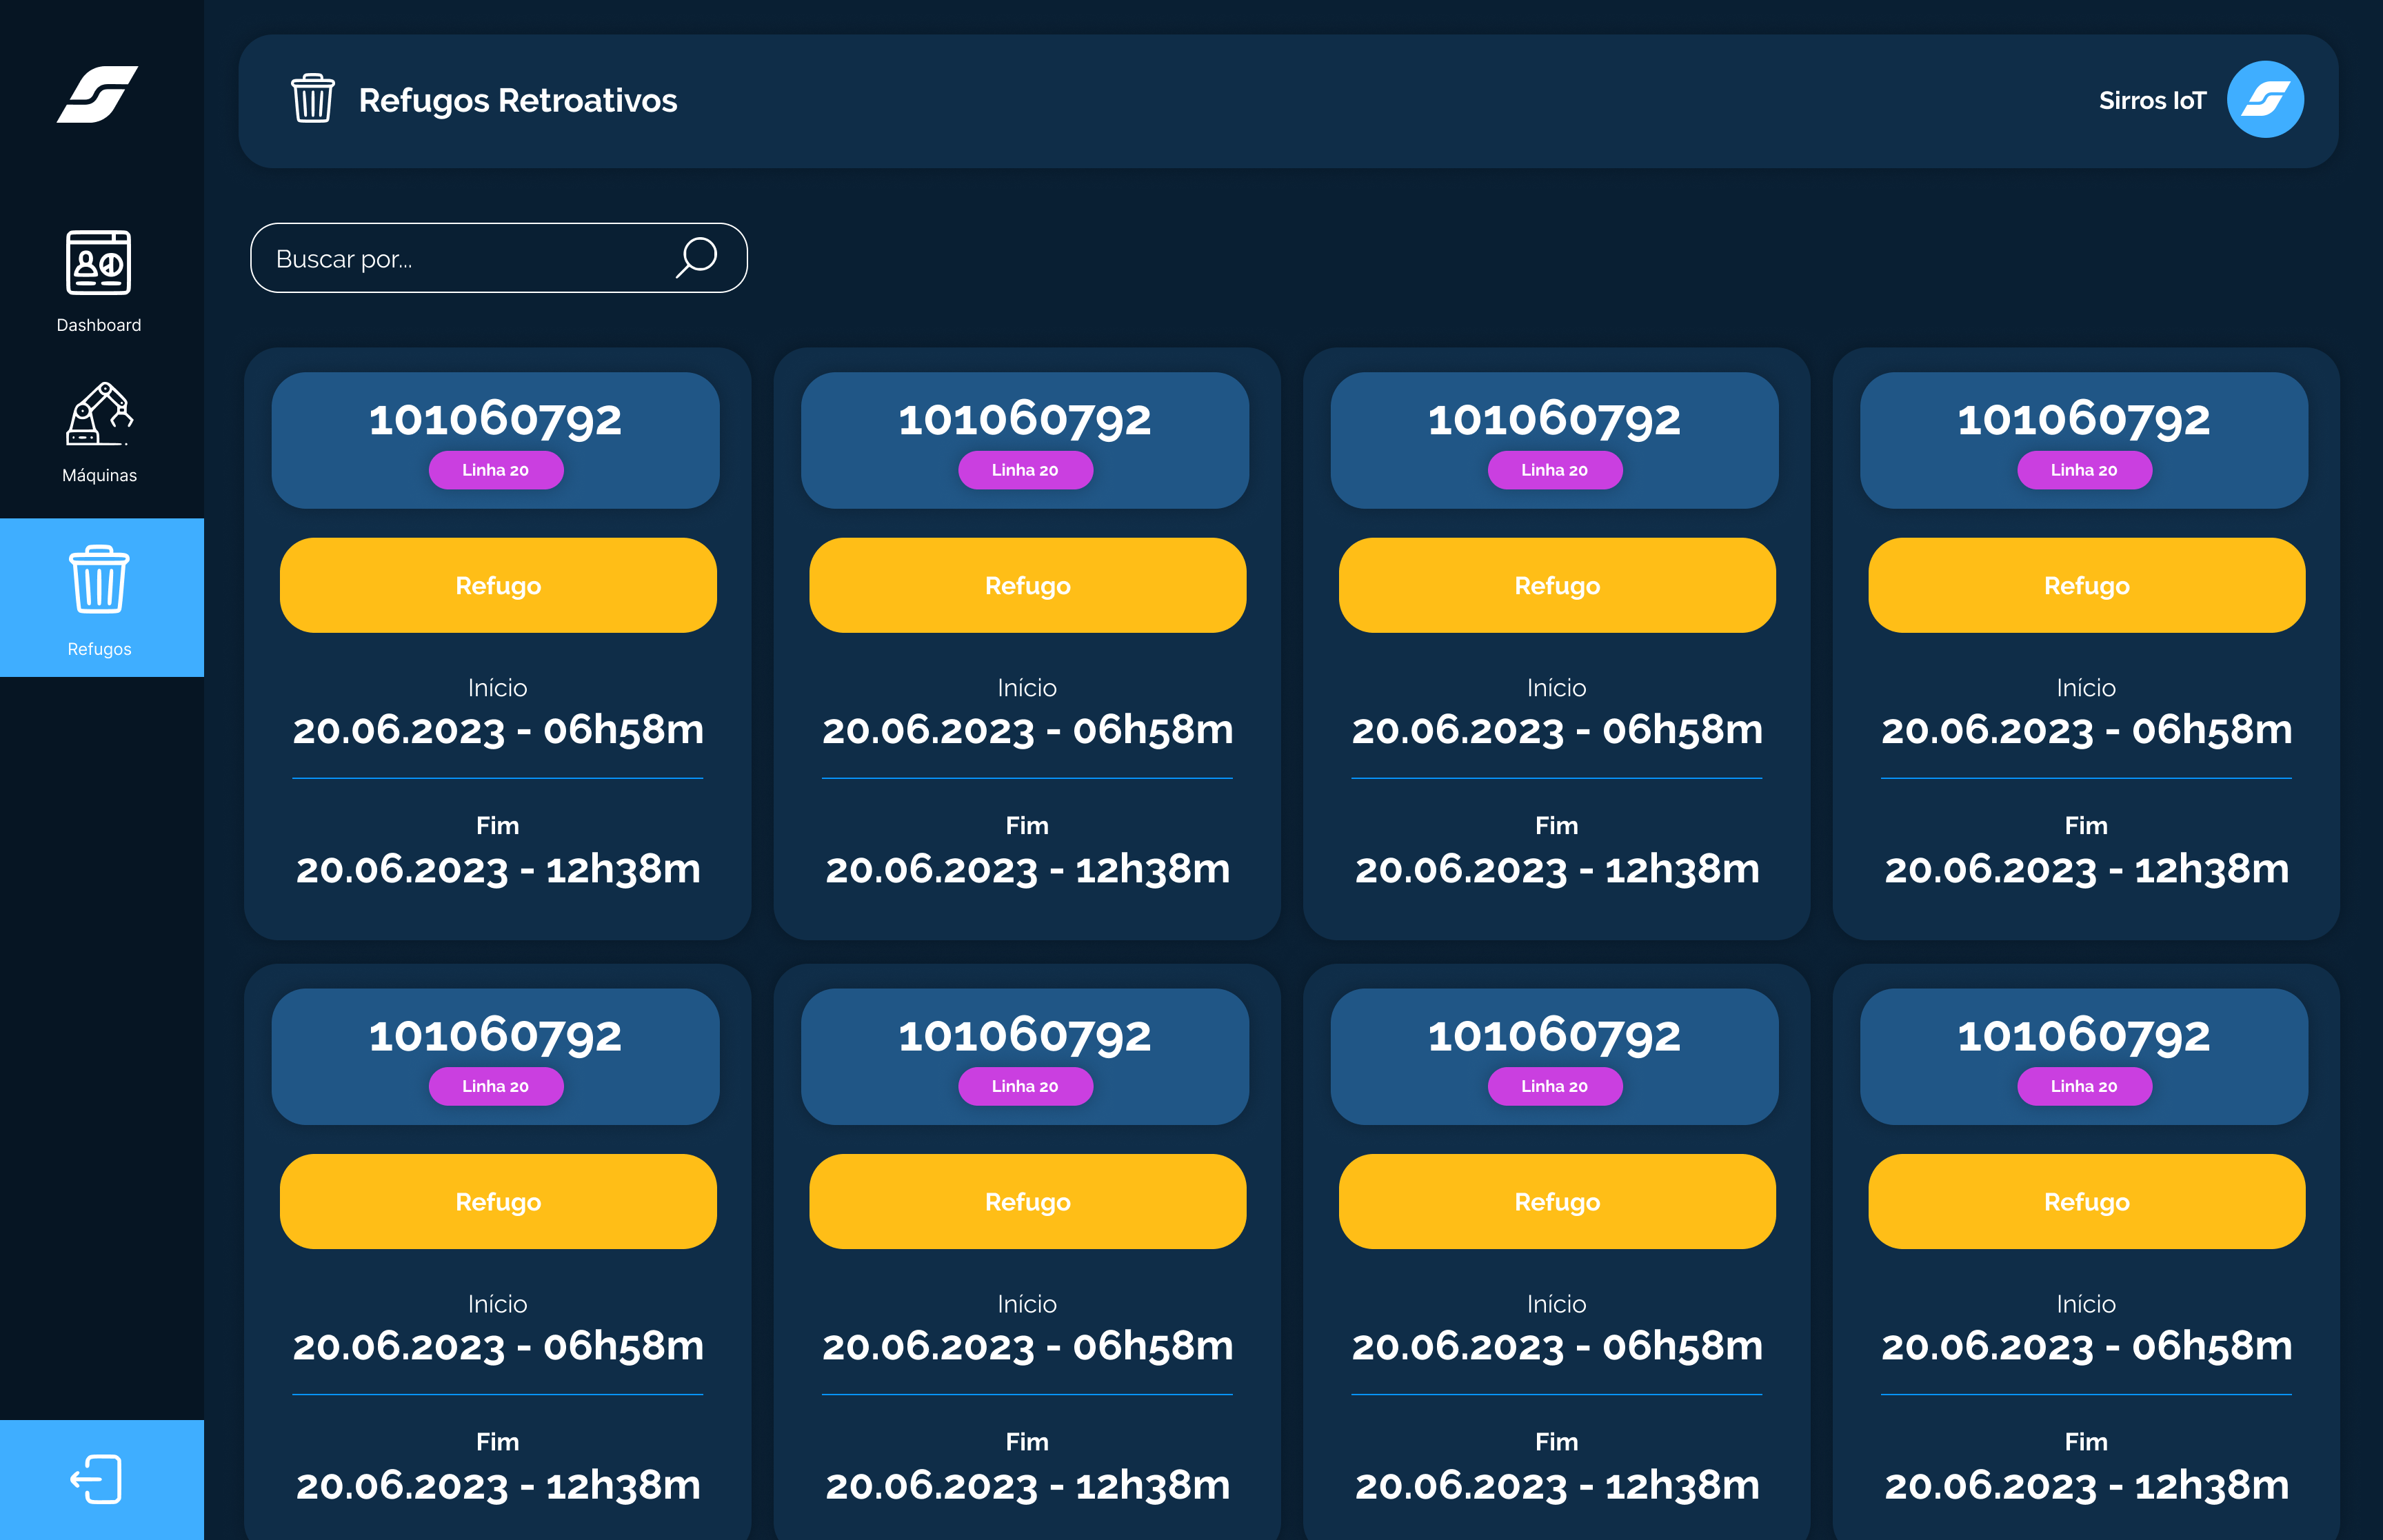 Refugos Retroativos
Sirros IoT
Dashboard
Máquinas
Refugos
Buscar por...
101060792
Linha 20
Refugo
Início
20.06.2023 - 06h58m
Fim
20.06.2023 - 12h38m
101060792
Linha 20
Refugo
Início
20.06.2023 - 06h58m
Fim
20.06.2023 - 12h38m
101060792
Linha 20
Refugo
Início
20.06.2023 - 06h58m
Fim
20.06.2023 - 12h38m
101060792
Linha 20
Refugo
Início
20.06.2023 - 06h58m
Fim
20.06.2023 - 12h38m
101060792
Linha 20
Refugo
Início
20.06.2023 - 06h58m
Fim
20.06.2023 - 12h38m
101060792
Linha 20
Refugo
Início
20.06.2023 - 06h58m
Fim
20.06.2023 - 12h38m
101060792
Linha 20
Refugo
Início
20.06.2023 - 06h58m
Fim
20.06.2023 - 12h38m
101060792
Linha 20
Refugo
Início
20.06.2023 - 06h58m
Fim
20.06.2023 - 12h38m